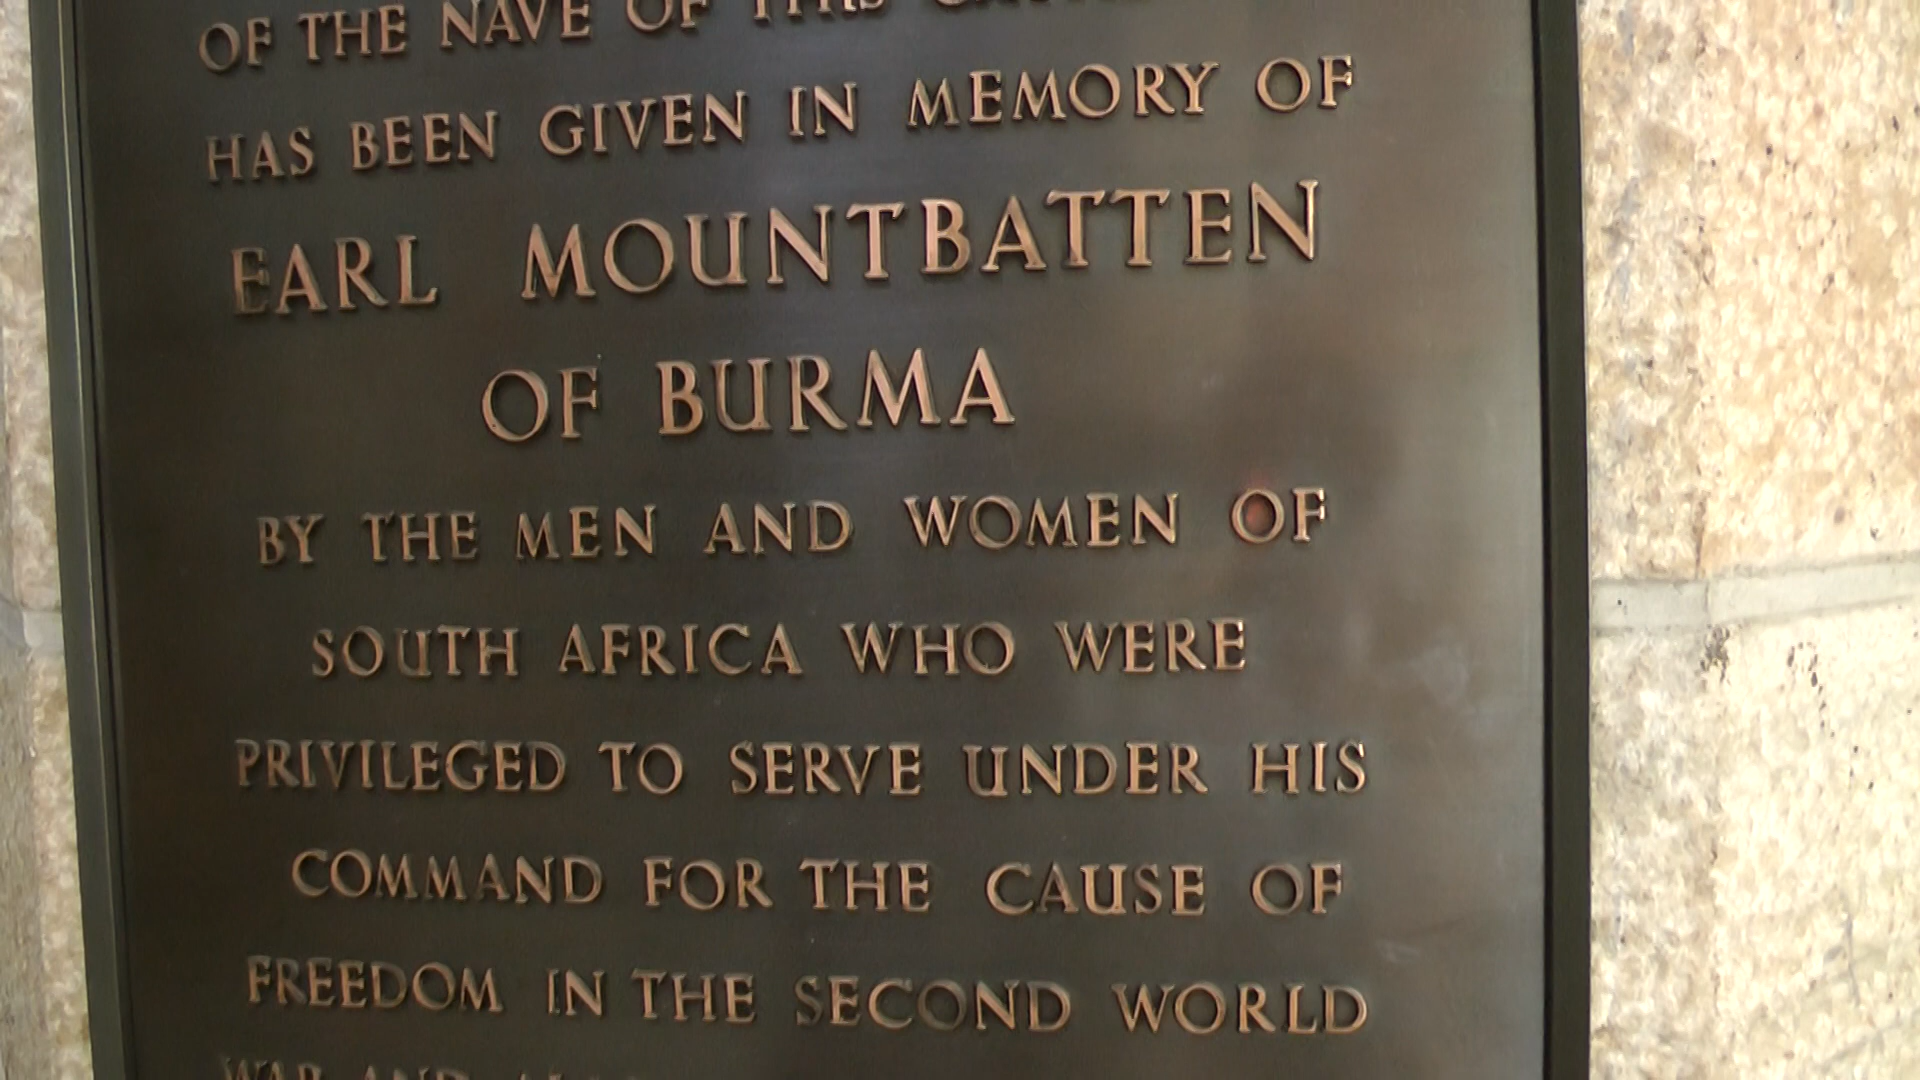 OF THE NAVE OF THIS
HAS BEEN GIVEN IN MEMORY OF
EARL MOUNTBATTEN
OF BURMA
BY THE MEN AND WOMEN OF
SOUTH AFRICA WHO WERE
PRIVILEGED TO SERVE UNDER HIS
COMMAND FOR THE CAUSE OF
FREEDOM IN THE SECOND WORLD
WAR AND